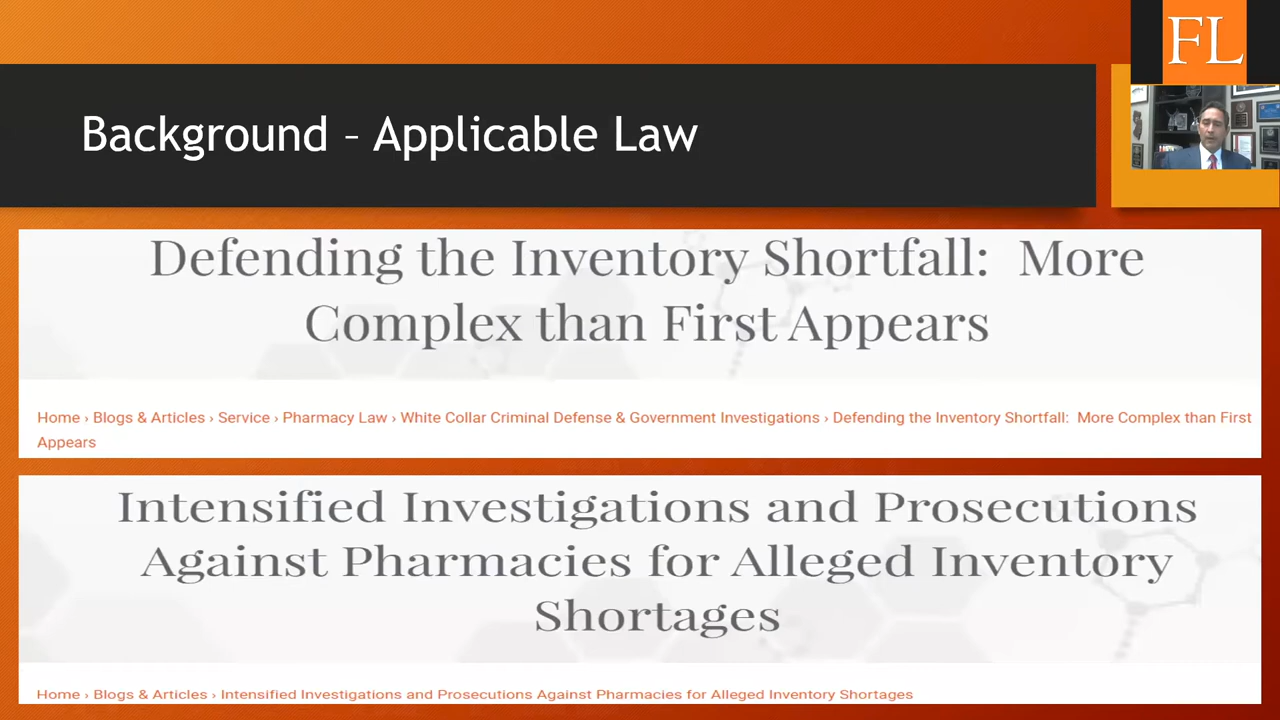 FL
Background – Applicable Law
Defending the Inventory Shortfall:  More
Complex than First Appears
Home › Blogs & Articles › Service › Pharmacy Law › White Collar Criminal Defense & Government Investigations › Defending the Inventory Shortfall:  More Complex than First
Appears
Intensified Investigations and Prosecutions
Against Pharmacies for Alleged Inventory
Shortages
Home › Blogs & Articles › Intensified Investigations and Prosecutions Against Pharmacies for Alleged Inventory Shortages